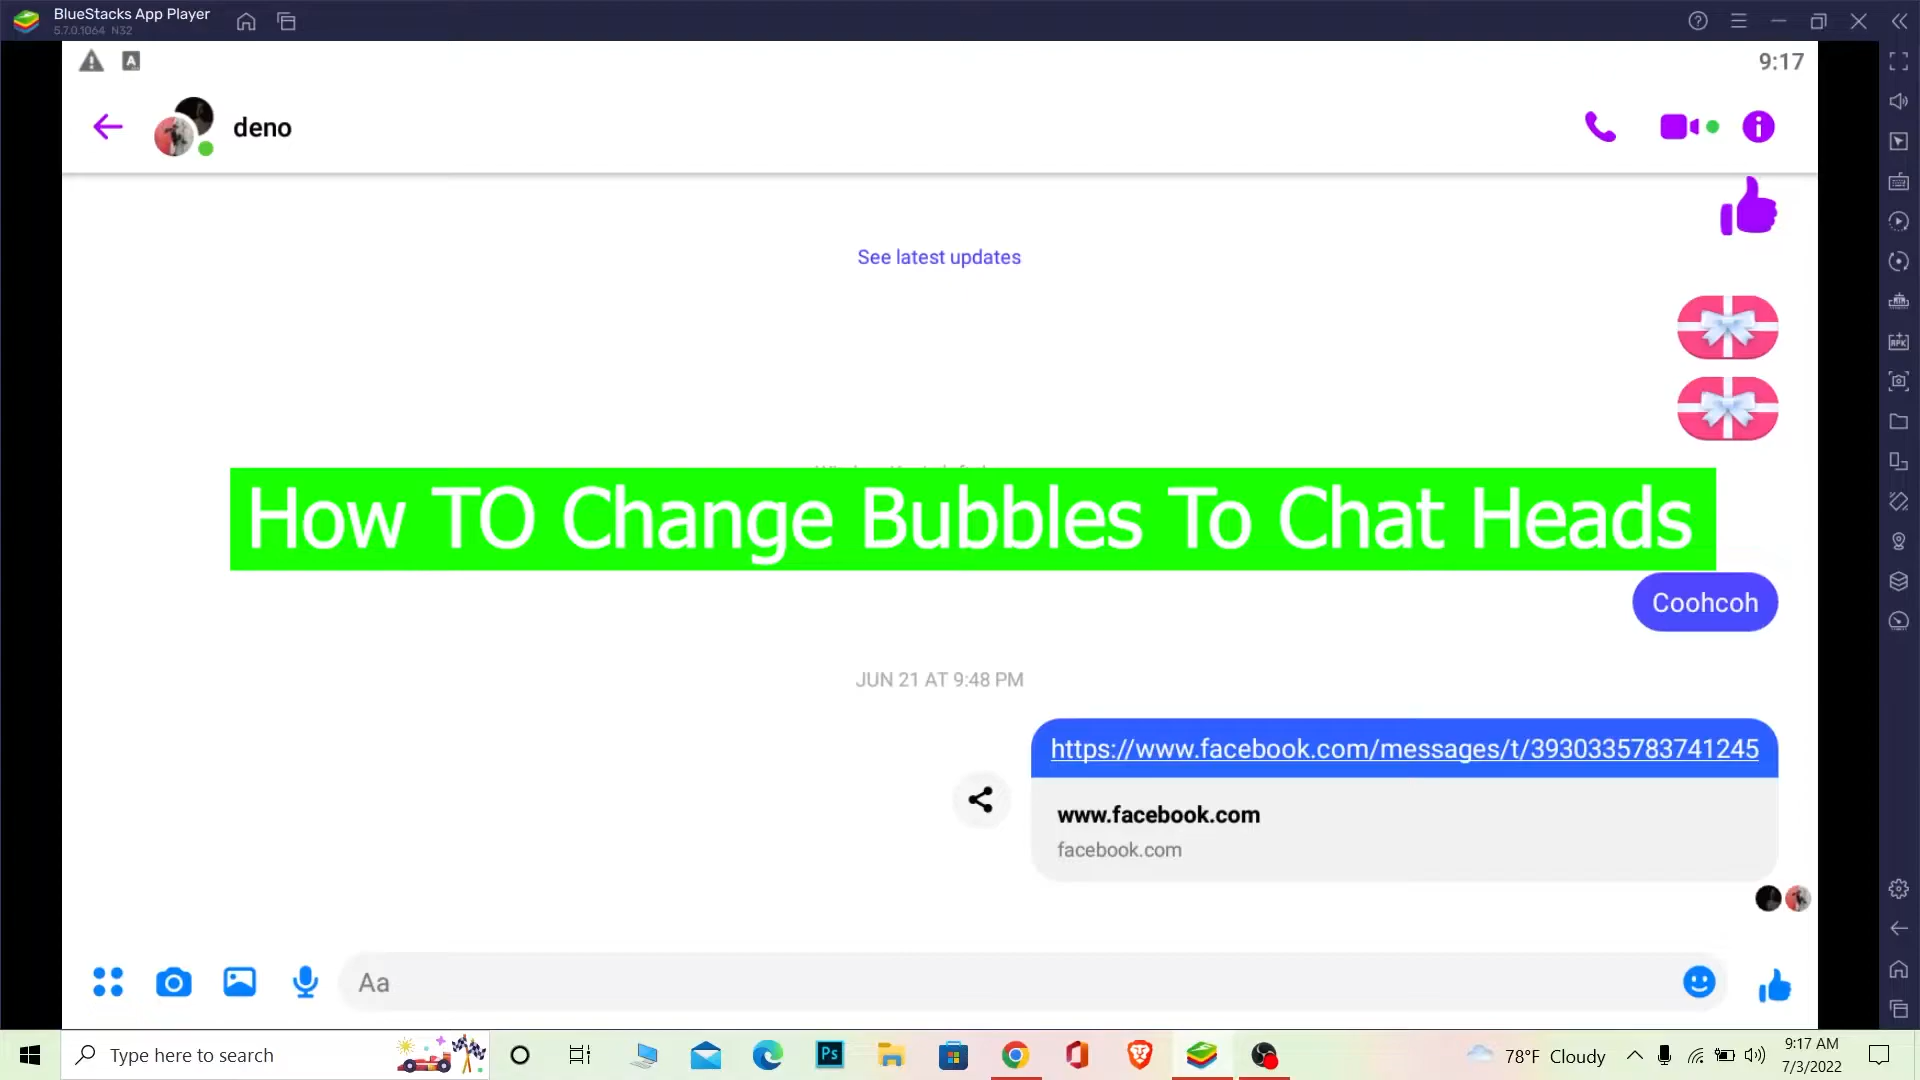 BlueStacks App Player
5.7.0.1064 N32
A
9:17
deno
See latest updates
How TO Change Bubbles To Chat Heads
Coohcoh
JUN 21 AT 9:48 PM
https://www.facebook.com/messages/t/3930335783741245
www.facebook.com
facebook.com
Aa
Type here to search
Ps
78°F Cloudy
9:17 AM
7/3/2022